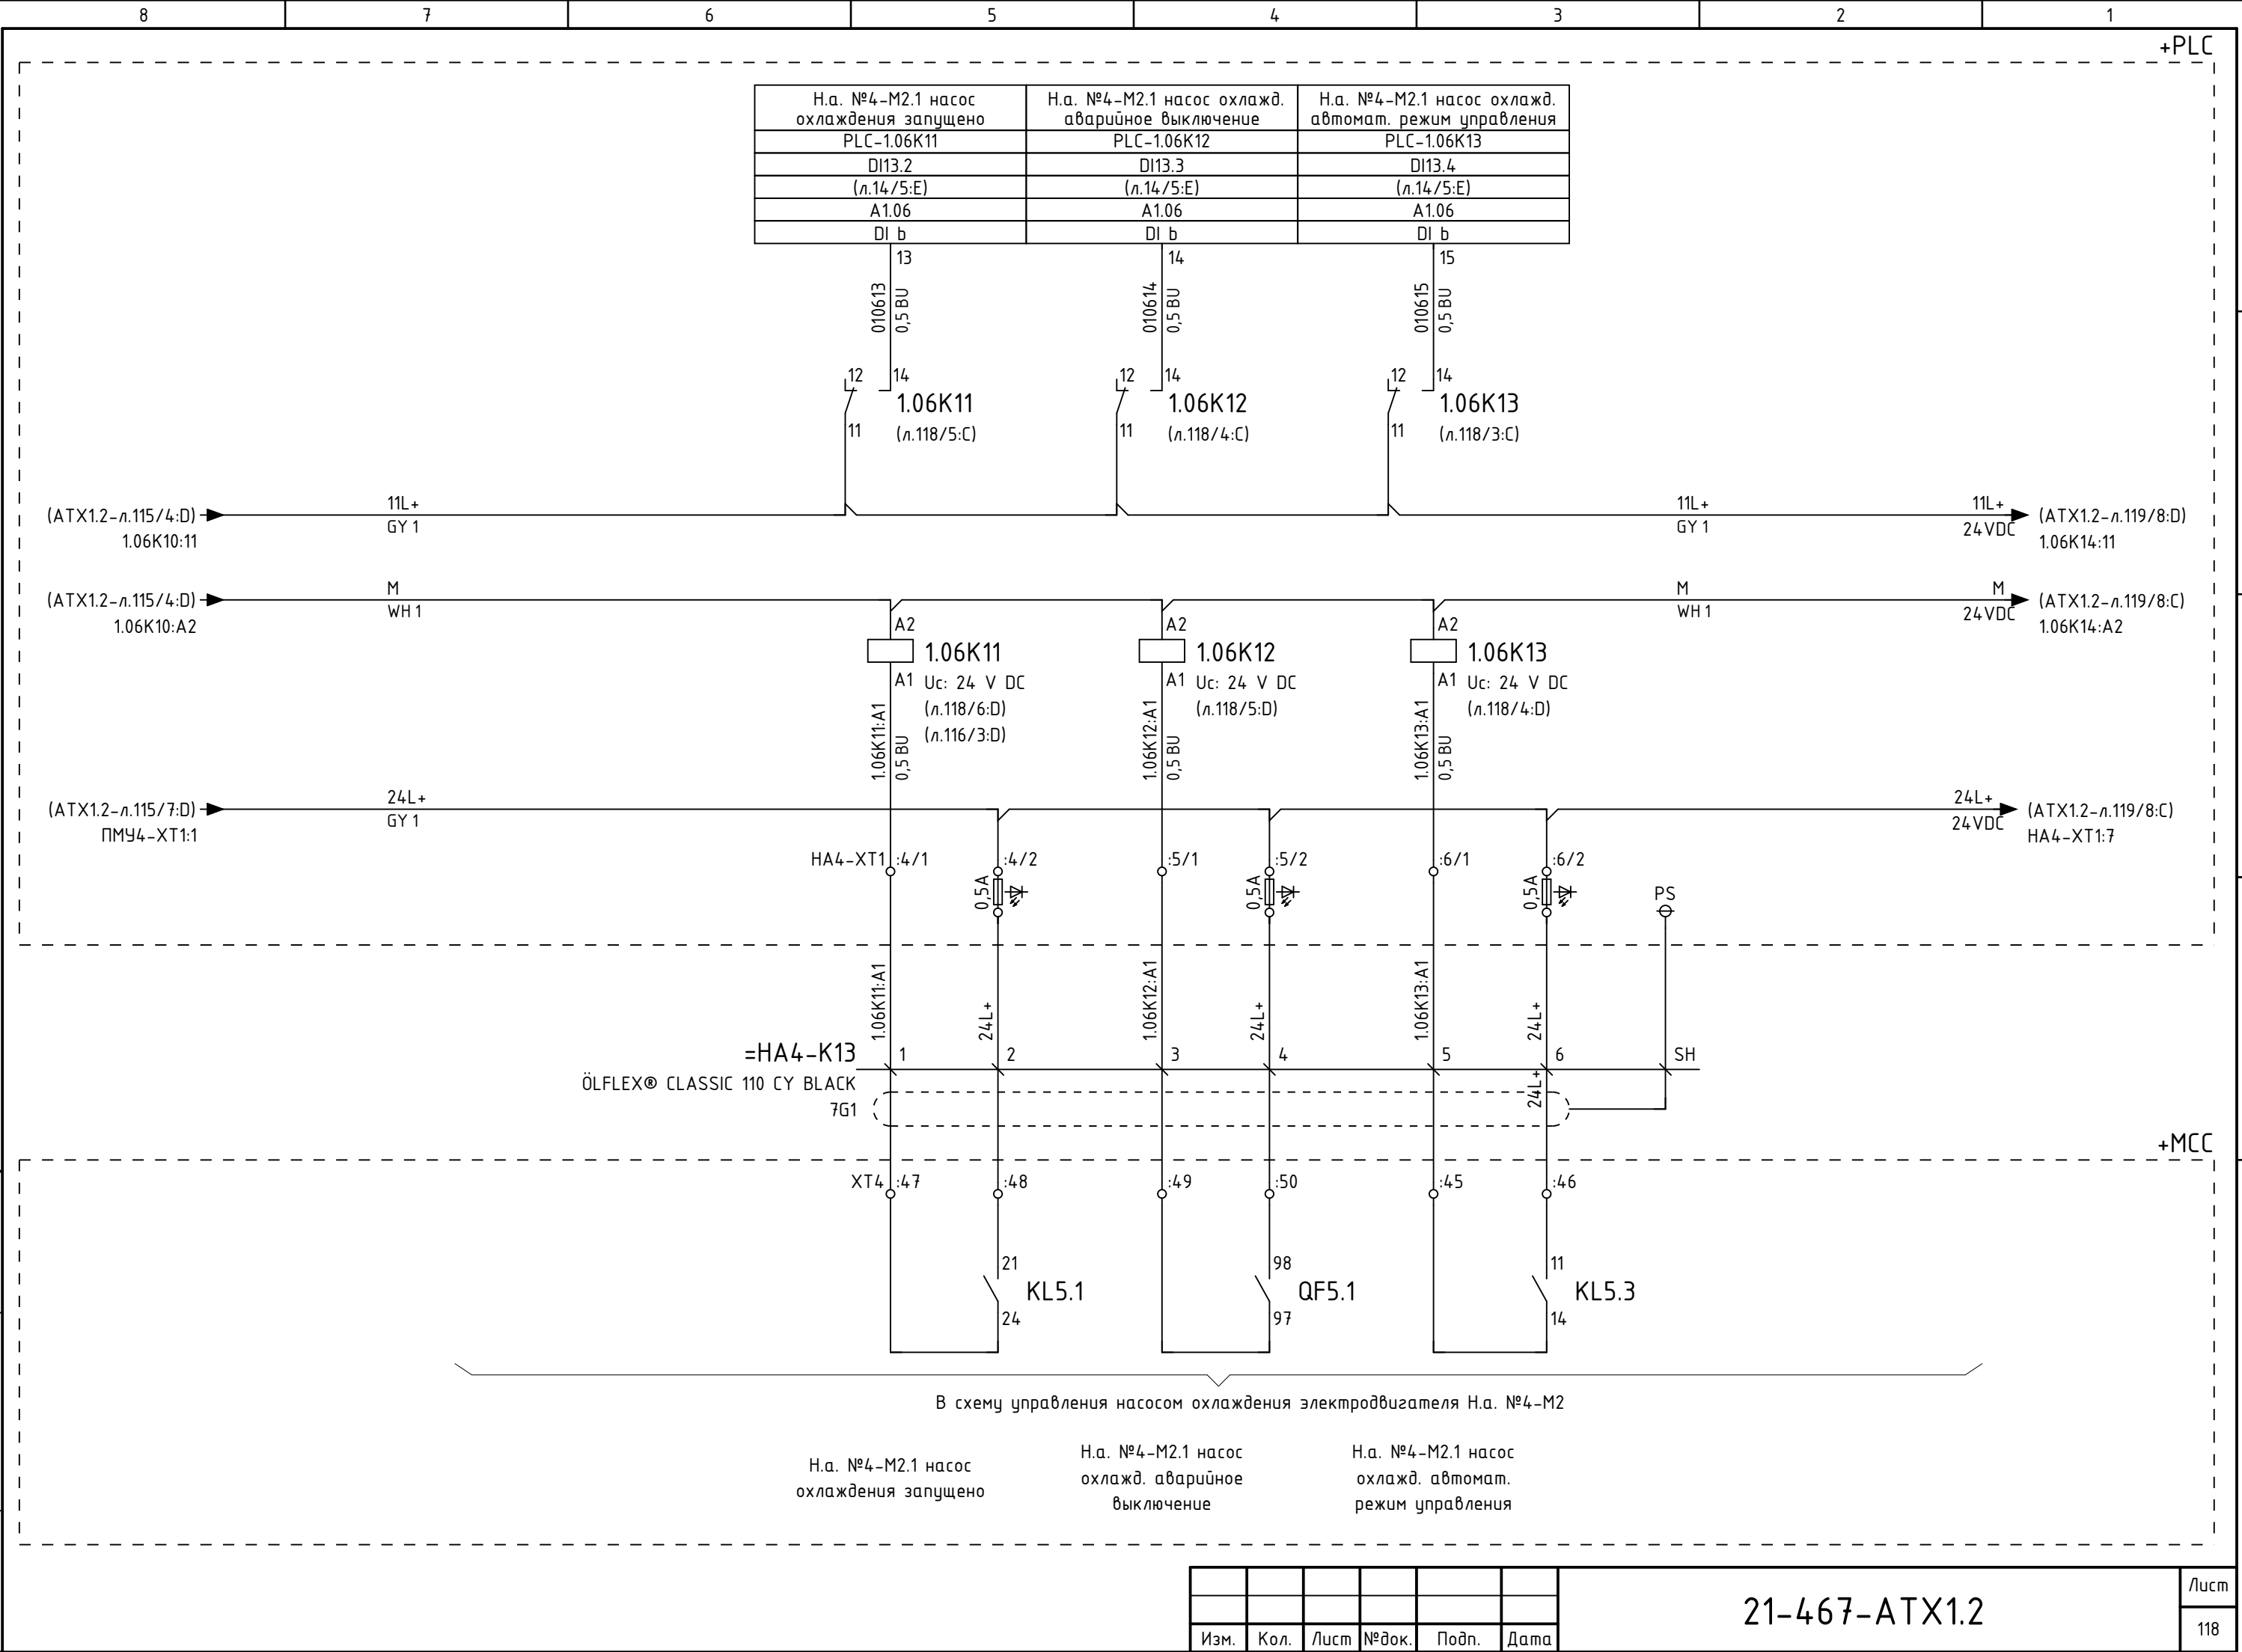 8 7 6 5 4 3 2 1
+PLC
Н.а. №4-М2.1 насос охлаждения запущено
Н.а. №4-М2.1 насос охлажд. аварийное выключение
Н.а. №4-М2.1 насос охлажд. автомат. режим управления
PLC-1.06K11 PLC-1.06K12 PLC-1.06K13
DI13.2 DI13.3 DI13.4
(л.14/5:E) (л.14/5:E) (л.14/5:E)
A1.06 A1.06 A1.06
DI b DI b DI b
13 14 15
010613 0,5 BU 010614 0,5 BU 010615 0,5 BU
12 14 12 14 12 14
1.06K11 1.06K12 1.06K13
11 (л.118/5:C) 11 (л.118/4:C) 11 (л.118/3:C)
11L+ 11L+ 11L+
(ATX1.2-л.115/4:D) (ATX1.2-л.119/8:D)
GY 1 GY 1 24VDC
1.06K10:11 1.06K14:11
M M M
(ATX1.2-л.115/4:D) (ATX1.2-л.119/8:C)
WH 1 WH 1 24VDC
1.06K10:A2 1.06K14:A2
A2 A2 A2
1.06K11 1.06K12 1.06K13
A1 Uc: 24 V DC A1 Uc: 24 V DC A1 Uc: 24 V DC
(л.118/6:D) (л.118/5:D) (л.118/4:D)
(л.116/3:D)
1.06K11:A1 0,5 BU 1.06K12:A1 0,5 BU 1.06K13:A1 0,5 BU
24L+ 24L+
(ATX1.2-л.115/7:D) (ATX1.2-л.119/8:C)
GY 1 24VDC
ПМУ4-XT1:1 HA4-XT1:7
HA4-XT1 :4/1 :4/2 :5/1 :5/2 :6/1 :6/2
0,5A 0,5A 0,5A PS
1.06K11:A1 24L+ 1.06K12:A1 24L+ 1.06K13:A1 24L+
=HA4-K13 1 2 3 4 5 6 SH
ÖLFLEX® CLASSIC 110 CY BLACK
7G1 24L+
+MCC
XT4 :47 :48 :49 :50 :45 :46
21 98 11
KL5.1 QF5.1 KL5.3
24 97 14
В схему управления насосом охлаждения электродвигателя Н.а. №4-М2
Н.а. №4-М2.1 насос
охлаждения запущено
Н.а. №4-М2.1 насос
охлажд. аварийное
выключение
Н.а. №4-М2.1 насос
охлажд. автомат.
режим управления
21-467-АТХ1.2
Лист
118
Изм. Кол. Лист №док. Подп. Дата